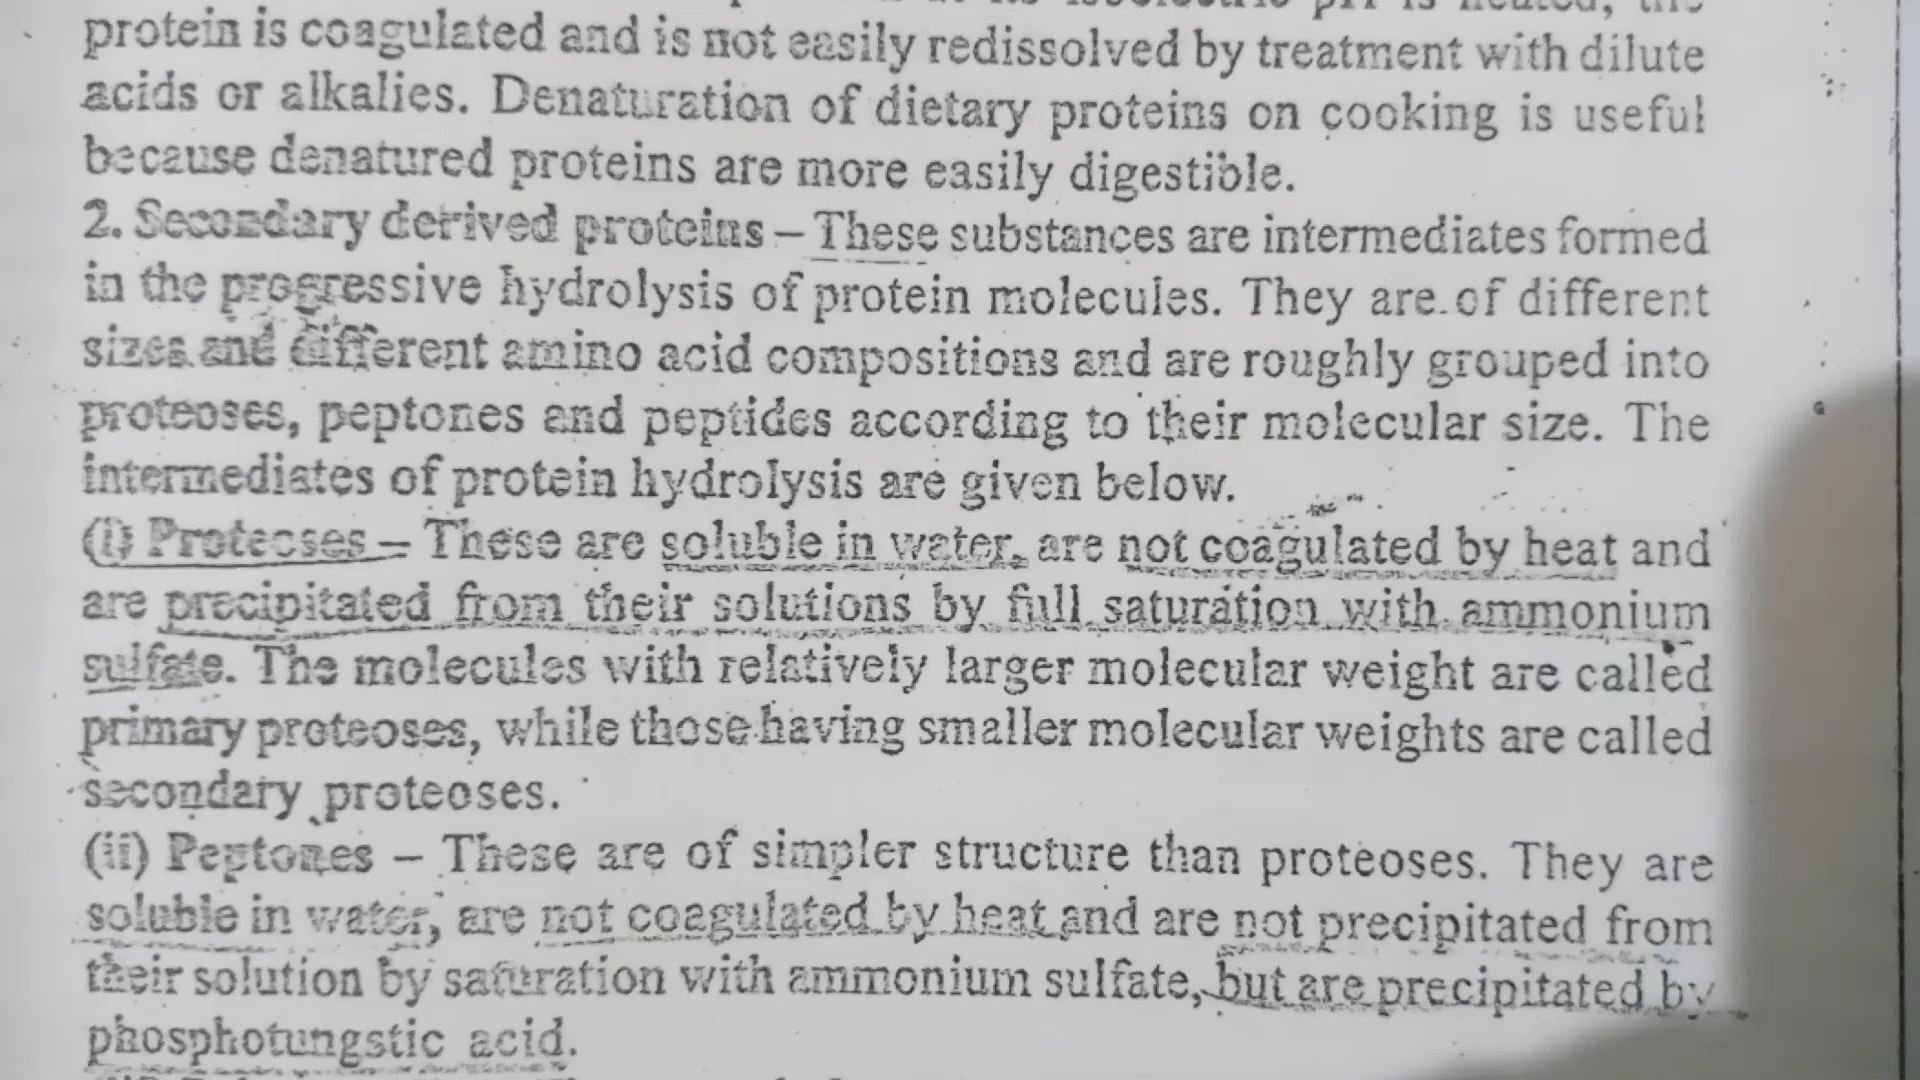 protein is coagulated and is not easily redissolved by treatment with dilute
acids or alkalies. Denaturation of dietary proteins on cooking is useful
because denatured proteins are more easily digestible.
2. Secondary derived proteins – These substances are intermediates formed
in the progressive hydrolysis of protein molecules. They are of different
sizes and different amino acid compositions and are roughly grouped into
proteoses, peptones and peptides according to their molecular size. The
intermediates of protein hydrolysis are given below.
(i) Proteoses – These are soluble in water, are not coagulated by heat and
are precipitated from their solutions by full saturation with ammonium
sulfate. The molecules with relatively larger molecular weight are called
primary proteoses, while those having smaller molecular weights are called
secondary proteoses.
(ii) Peptones – These are of simpler structure than proteoses. They are
soluble in water, are not coagulated by heat and are not precipitated from
their solution by saturation with ammonium sulfate, but are precipitated by
phosphotungstic acid.